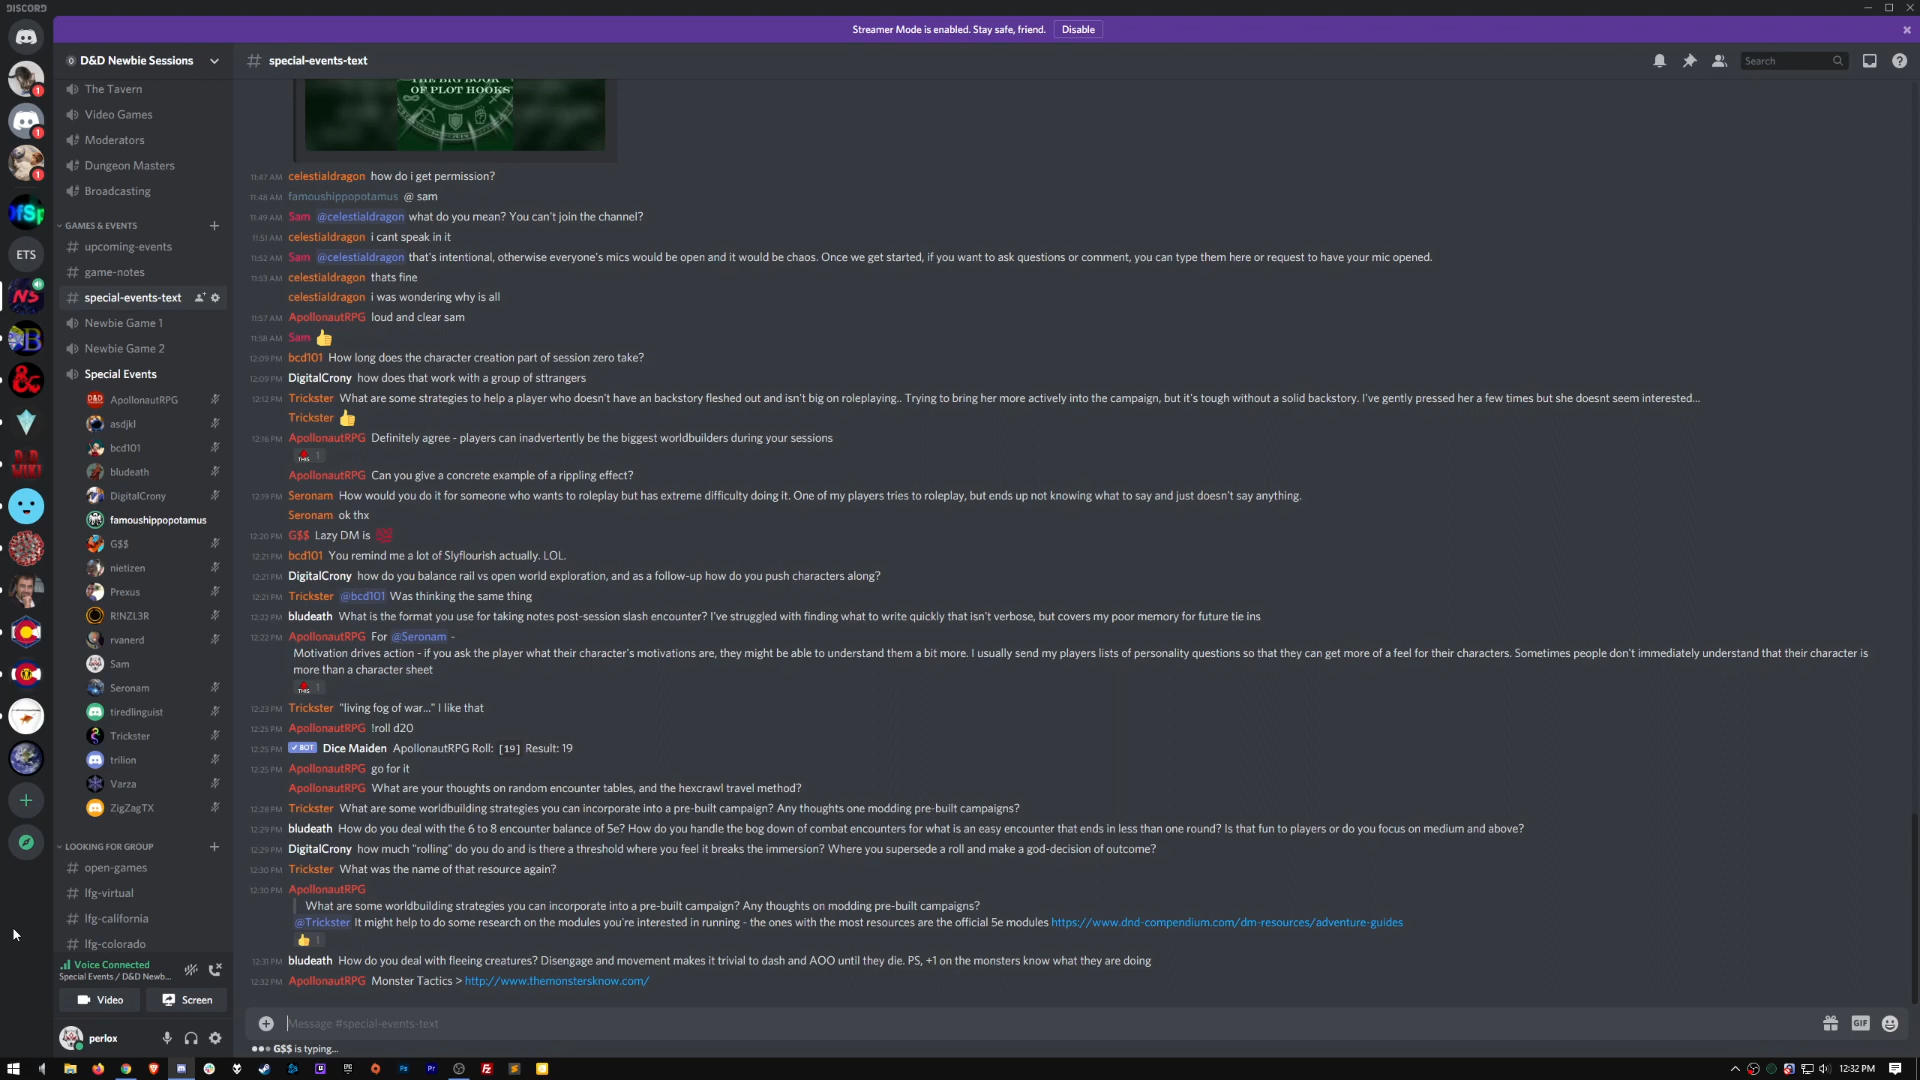 DISCORD
Streamer Mode is enabled. Stay safe, friend. Disable
D&D Newbie Sessions
special-events-text
Search
The Tavern
Video Games
Moderators
Dungeon Masters
Broadcasting
GAMES & EVENTS
upcoming-events
game-notes
special-events-text
Newbie Game 1
Newbie Game 2
Special Events
ApollonautRPG
asdjkl
bcd101
bludeath
DigitalCrony
famoushippopotamus
G$$
nietizen
Prexus
R!NZL3R
rvanerd
Sam
Seronam
tiredlinguist
Trickster
trilion
Varza
ZigZagTX
LOOKING FOR GROUP
open-games
lfg-virtual
lfg-california
lfg-colorado
Voice Connected
Special Events / D&D Newb...
Video Screen
perlox
ETS
NS
THE BIG BOOK
OF PLOT HOOKS
11:47 AM celestialdragon how do i get permission?
11:48 AM famoushippopotamus @ sam
11:49 AM Sam @celestialdragon what do you mean? You can't join the channel?
11:51 AM celestialdragon i cant speak in it
11:52 AM Sam @celestialdragon that's intentional, otherwise everyone's mics would be open and it would be chaos. Once we get started, if you want to ask questions or comment, you can type them here or request to have your mic opened.
11:53 AM celestialdragon thats fine
celestialdragon i was wondering why is all
11:57 AM ApollonautRPG loud and clear sam
11:58 AM Sam 👍
12:09 PM bcd101 How long does the character creation part of session zero take?
12:09 PM DigitalCrony how does that work with a group of sttrangers
12:12 PM Trickster What are some strategies to help a player who doesn't have an backstory fleshed out and isn't big on roleplaying.. Trying to bring her more actively into the campaign, but it's tough without a solid backstory. I've gently pressed her a few times but she doesnt seem interested...
Trickster 👍
12:16 PM ApollonautRPG Definitely agree - players can inadvertently be the biggest worldbuilders during your sessions
THIS 1
ApollonautRPG Can you give a concrete example of a rippling effect?
12:19 PM Seronam How would you do it for someone who wants to roleplay but has extreme difficulty doing it. One of my players tries to roleplay, but ends up not knowing what to say and just doesn't say anything.
Seronam ok thx
12:20 PM G$$ Lazy DM is 💯
12:21 PM bcd101 You remind me a lot of Slyflourish actually. LOL.
12:21 PM DigitalCrony how do you balance rail vs open world exploration, and as a follow-up how do you push characters along?
12:21 PM Trickster @bcd101 Was thinking the same thing
12:22 PM bludeath What is the format you use for taking notes post-session slash encounter? I've struggled with finding what to write quickly that isn't verbose, but covers my poor memory for future tie ins
12:22 PM ApollonautRPG For @Seronam -
Motivation drives action - if you ask the player what their character's motivations are, they might be able to understand them a bit more. I usually send my players lists of personality questions so that they can get more of a feel for their characters. Sometimes people don't immediately understand that their character is
more than a character sheet
THIS 1
12:23 PM Trickster "living fog of war..." I like that
12:25 PM ApollonautRPG !roll d20
12:25 PM BOT Dice Maiden ApollonautRPG Roll: [19] Result: 19
12:25 PM ApollonautRPG go for it
ApollonautRPG What are your thoughts on random encounter tables, and the hexcrawl travel method?
12:28 PM Trickster What are some worldbuilding strategies you can incorporate into a pre-built campaign? Any thoughts one modding pre-built campaigns?
12:29 PM bludeath How do you deal with the 6 to 8 encounter balance of 5e? How do you handle the bog down of combat encounters for what is an easy encounter that ends in less than one round? Is that fun to players or do you focus on medium and above?
12:29 PM DigitalCrony how much "rolling" do you do and is there a threshold where you feel it breaks the immersion? Where you supersede a roll and make a god-decision of outcome?
12:30 PM Trickster What was the name of that resource again?
12:30 PM ApollonautRPG
What are some worldbuilding strategies you can incorporate into a pre-built campaign? Any thoughts on modding pre-built campaigns?
@Trickster It might help to do some research on the modules you're interested in running - the ones with the most resources are the official 5e modules https://www.dnd-compendium.com/dm-resources/adventure-guides
👍 1
12:31 PM bludeath How do you deal with fleeing creatures? Disengage and movement makes it trivial to dash and AOO until they die. PS, +1 on the monsters know what they are doing
12:32 PM ApollonautRPG Monster Tactics > http://www.themonstersknow.com/
Message #special-events-text
GIF
G$$ is typing...
12:32 PM